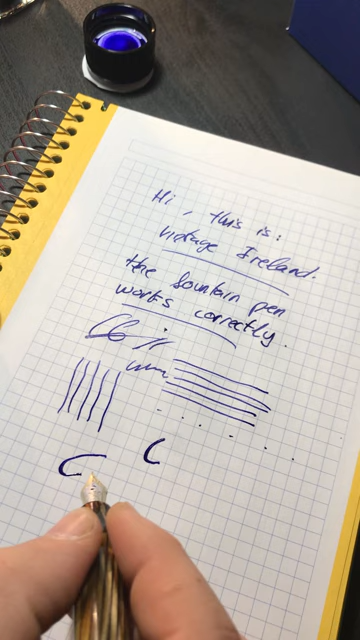 Hi, this is:
vintage Ireland.
the fountain pen
works correctly.